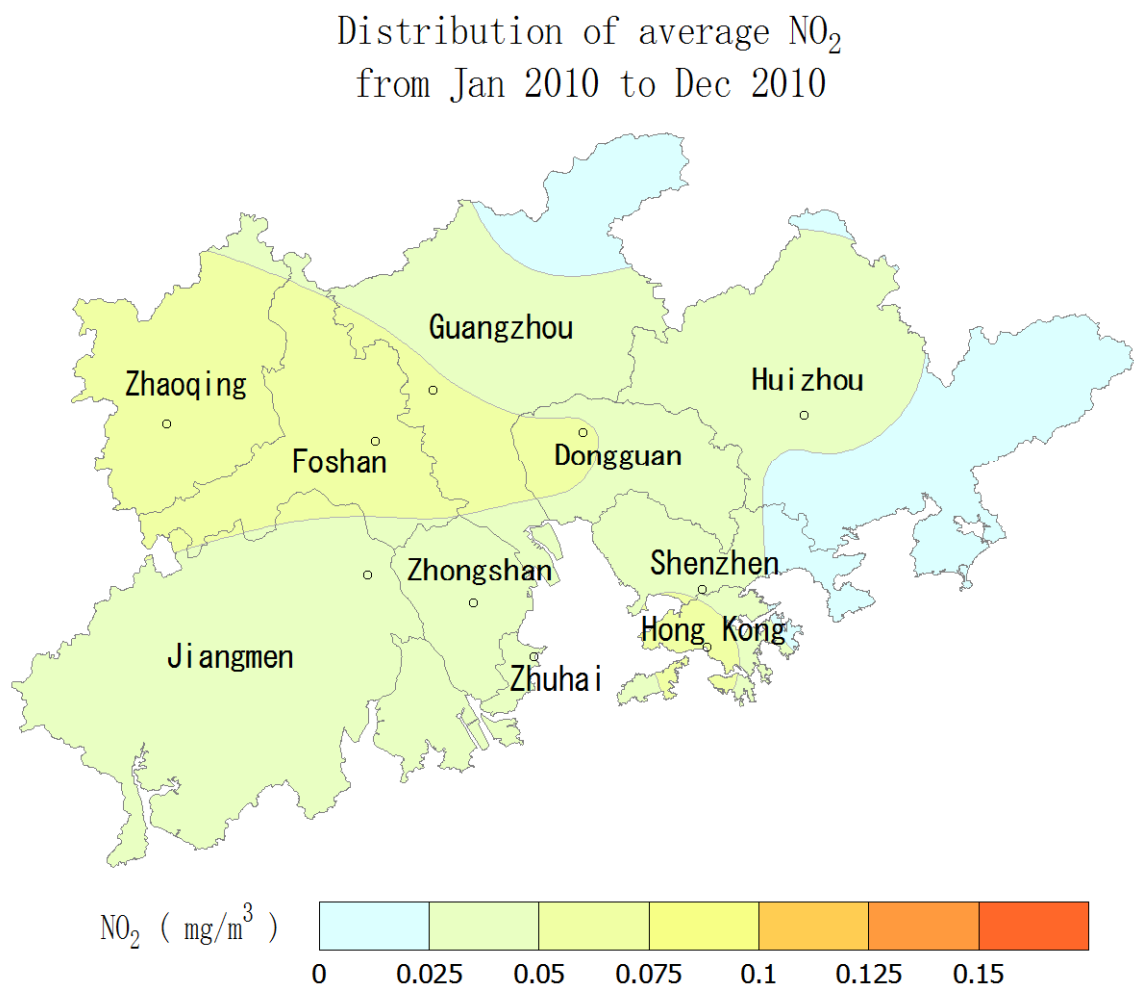 Distribution of average NO₂
from Jan 2010 to Dec 2010
Guangzhou
Zhaoqing
Huizhou
Foshan
Dongguan
Shenzhen
Zhongshan
Hong Kong
Jiangmen
Zhuhai
NO₂ ( mg/m³ )
0 0.025 0.05 0.075 0.1 0.125 0.15